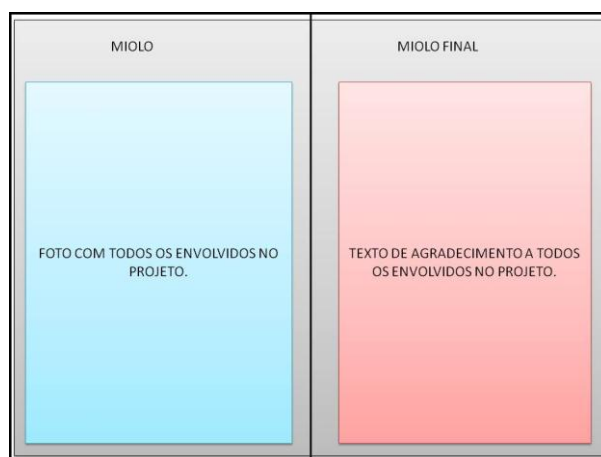 MIOLO
FOTO COM TODOS OS ENVOLVIDOS NO
PROJETO.
MIOLO FINAL
TEXTO DE AGRADECIMENTO A TODOS
OS ENVOLVIDOS NO PROJETO.